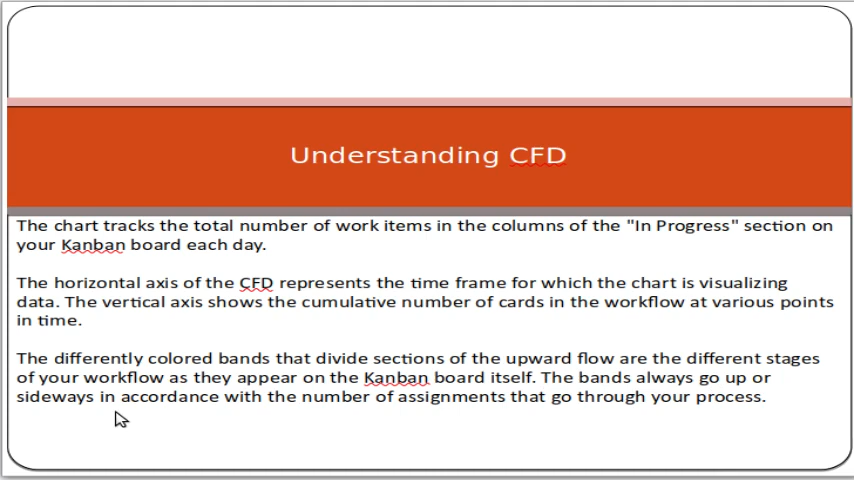 Understanding CFD
The chart tracks the total number of work items in the columns of the "In Progress" section on
your Kanban board each day.
The horizontal axis of the CFD represents the time frame for which the chart is visualizing
data. The vertical axis shows the cumulative number of cards in the workflow at various points
in time.
The differently colored bands that divide sections of the upward flow are the different stages
of your workflow as they appear on the Kanban board itself. The bands always go up or
sideways in accordance with the number of assignments that go through your process.